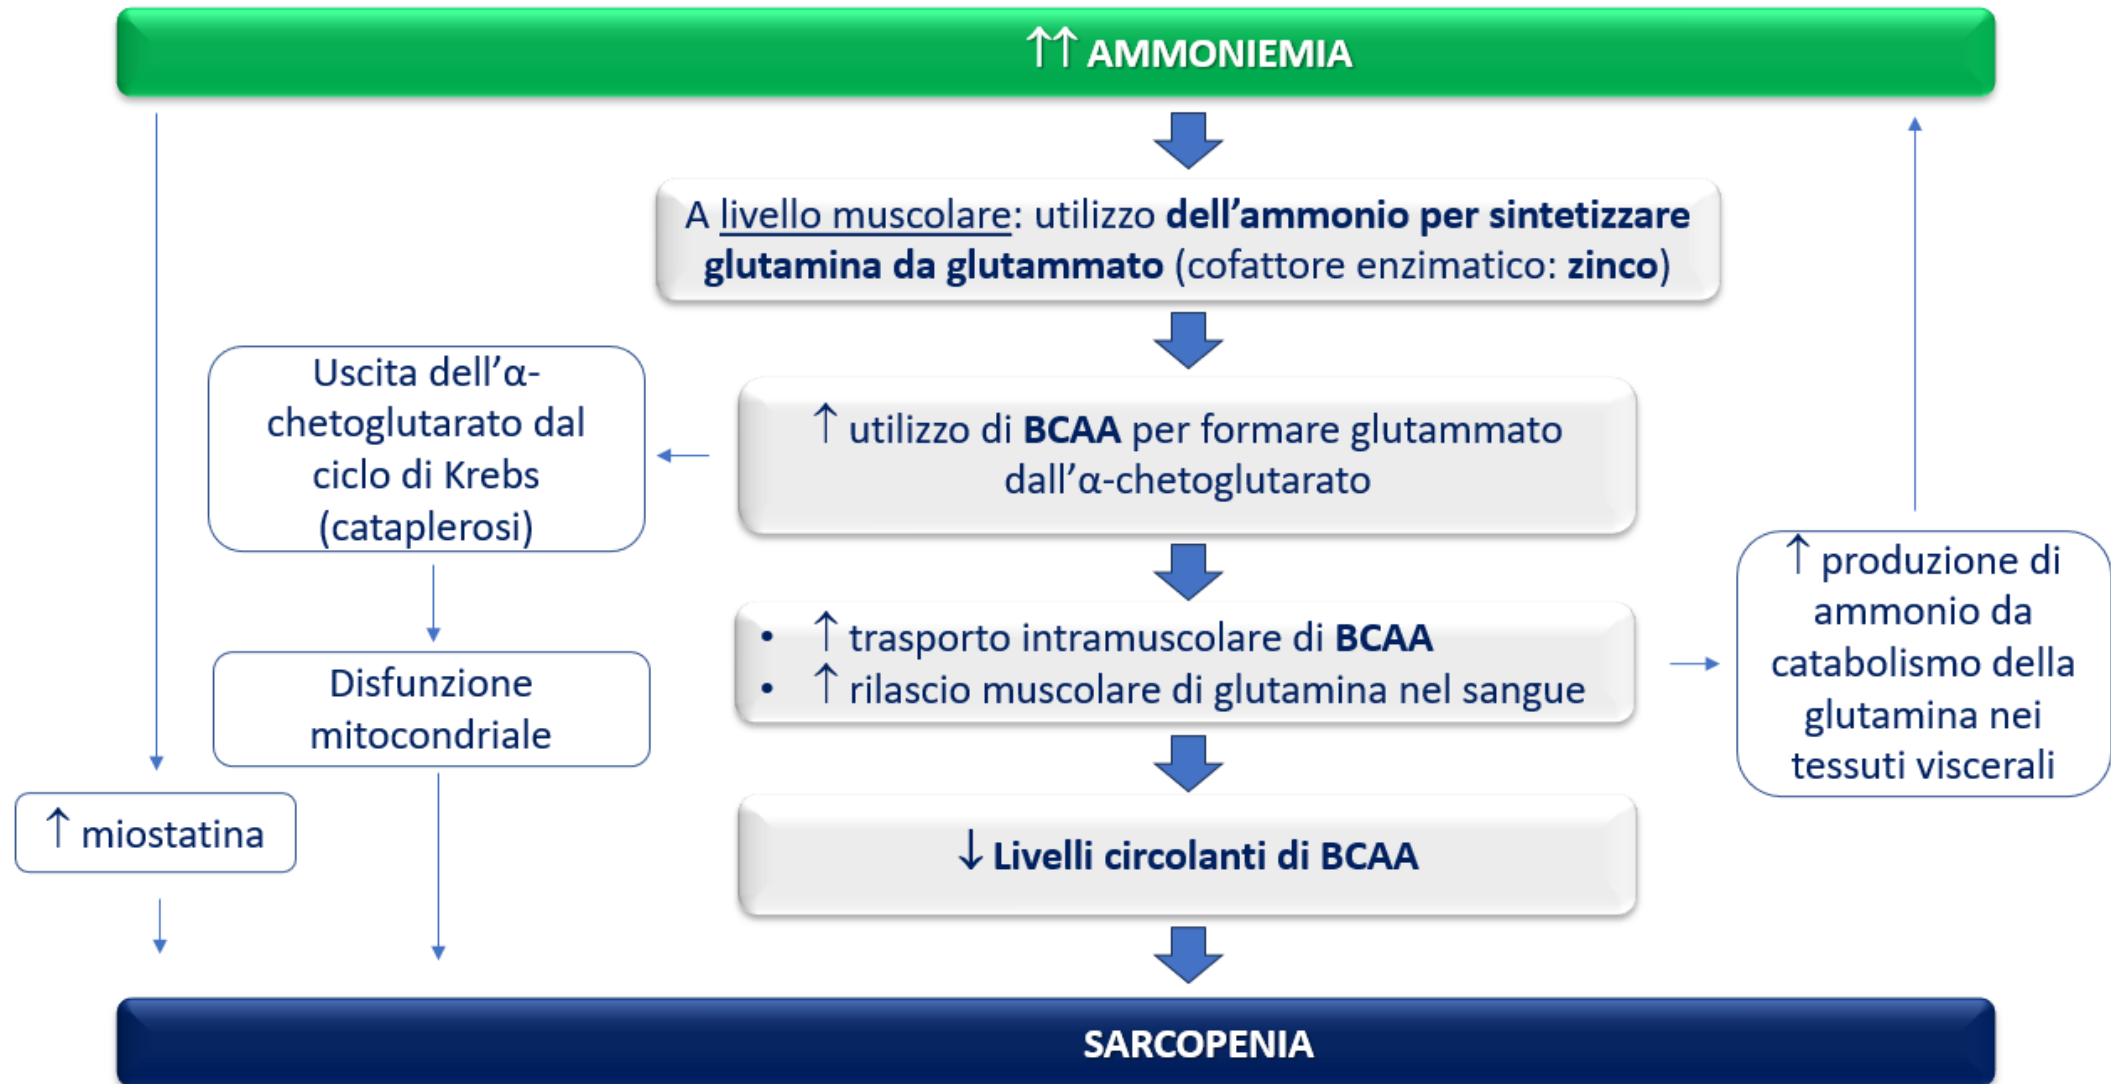 ↑↑ AMMONIEMIA
A livello muscolare: utilizzo dell’ammonio per sintetizzare
glutamina da glutammato (cofattore enzimatico: zinco)
Uscita dell’α-
chetoglutarato dal
ciclo di Krebs
(cataplerosi)
↑ utilizzo di BCAA per formare glutammato
dall’α-chetoglutarato
↑ produzione di
ammonio da
catabolismo della
glutamina nei
tessuti viscerali
• ↑ trasporto intramuscolare di BCAA
• ↑ rilascio muscolare di glutamina nel sangue
Disfunzione
mitocondriale
↑ miostatina
↓ Livelli circolanti di BCAA
SARCOPENIA